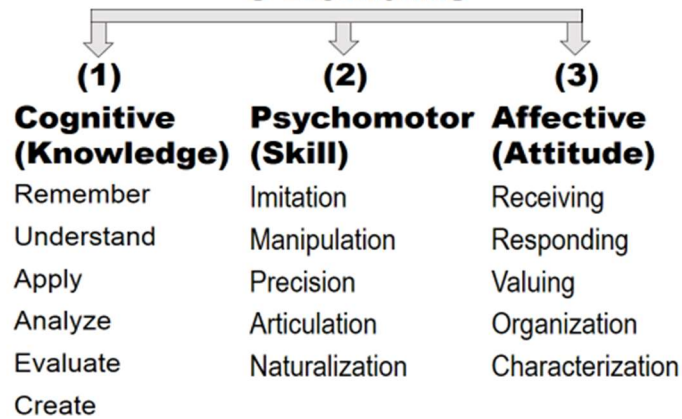 (1)
Cognitive
(Knowledge)
Remember
Understand
Apply
Analyze
Evaluate
Create
(2)
Psychomotor
(Skill)
Imitation
Manipulation
Precision
Articulation
Naturalization
(3)
Affective
(Attitude)
Receiving
Responding
Valuing
Organization
Characterization